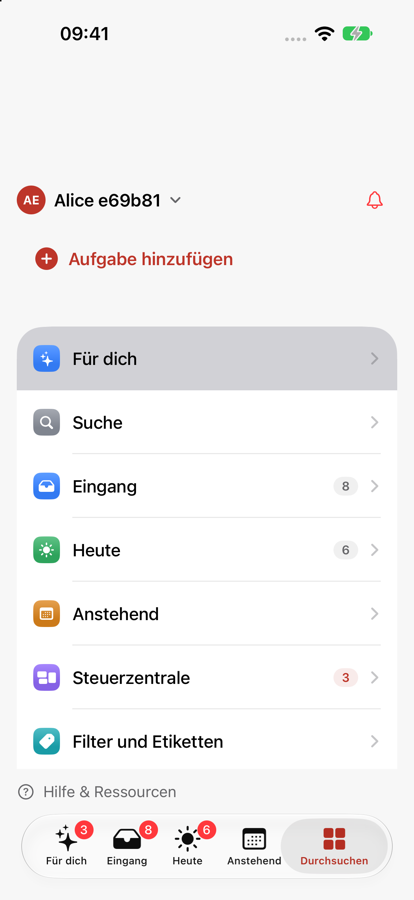 09:41
AE Alice e69b81
Aufgabe hinzufügen
Für dich
Suche
Eingang 8
Heute 6
Anstehend
Steuerzentrale 3
Filter und Etiketten
Hilfe & Ressourcen
3 8 6
Für dich Eingang Heute Anstehend Durchsuchen